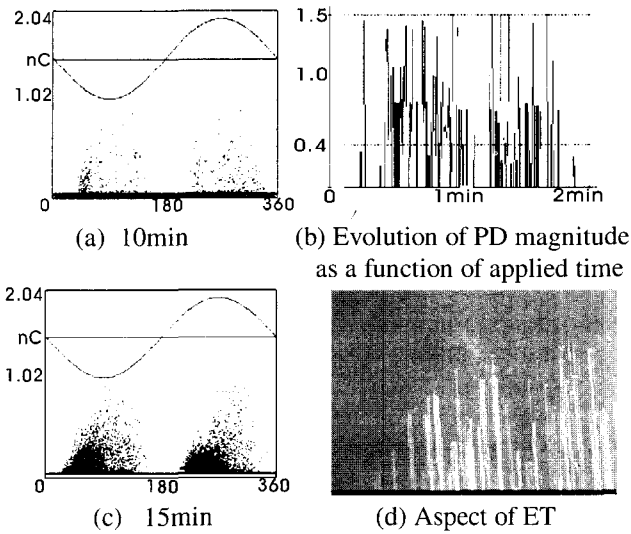 2.04
nC
1.02
0 180 360
(a) 10min
1.5
1.0
0.4
0 1min 2min
(b) Evolution of PD magnitude
as a function of applied time
2.04
nC
1.02
0 180 360
(c) 15min
(d) Aspect of ET